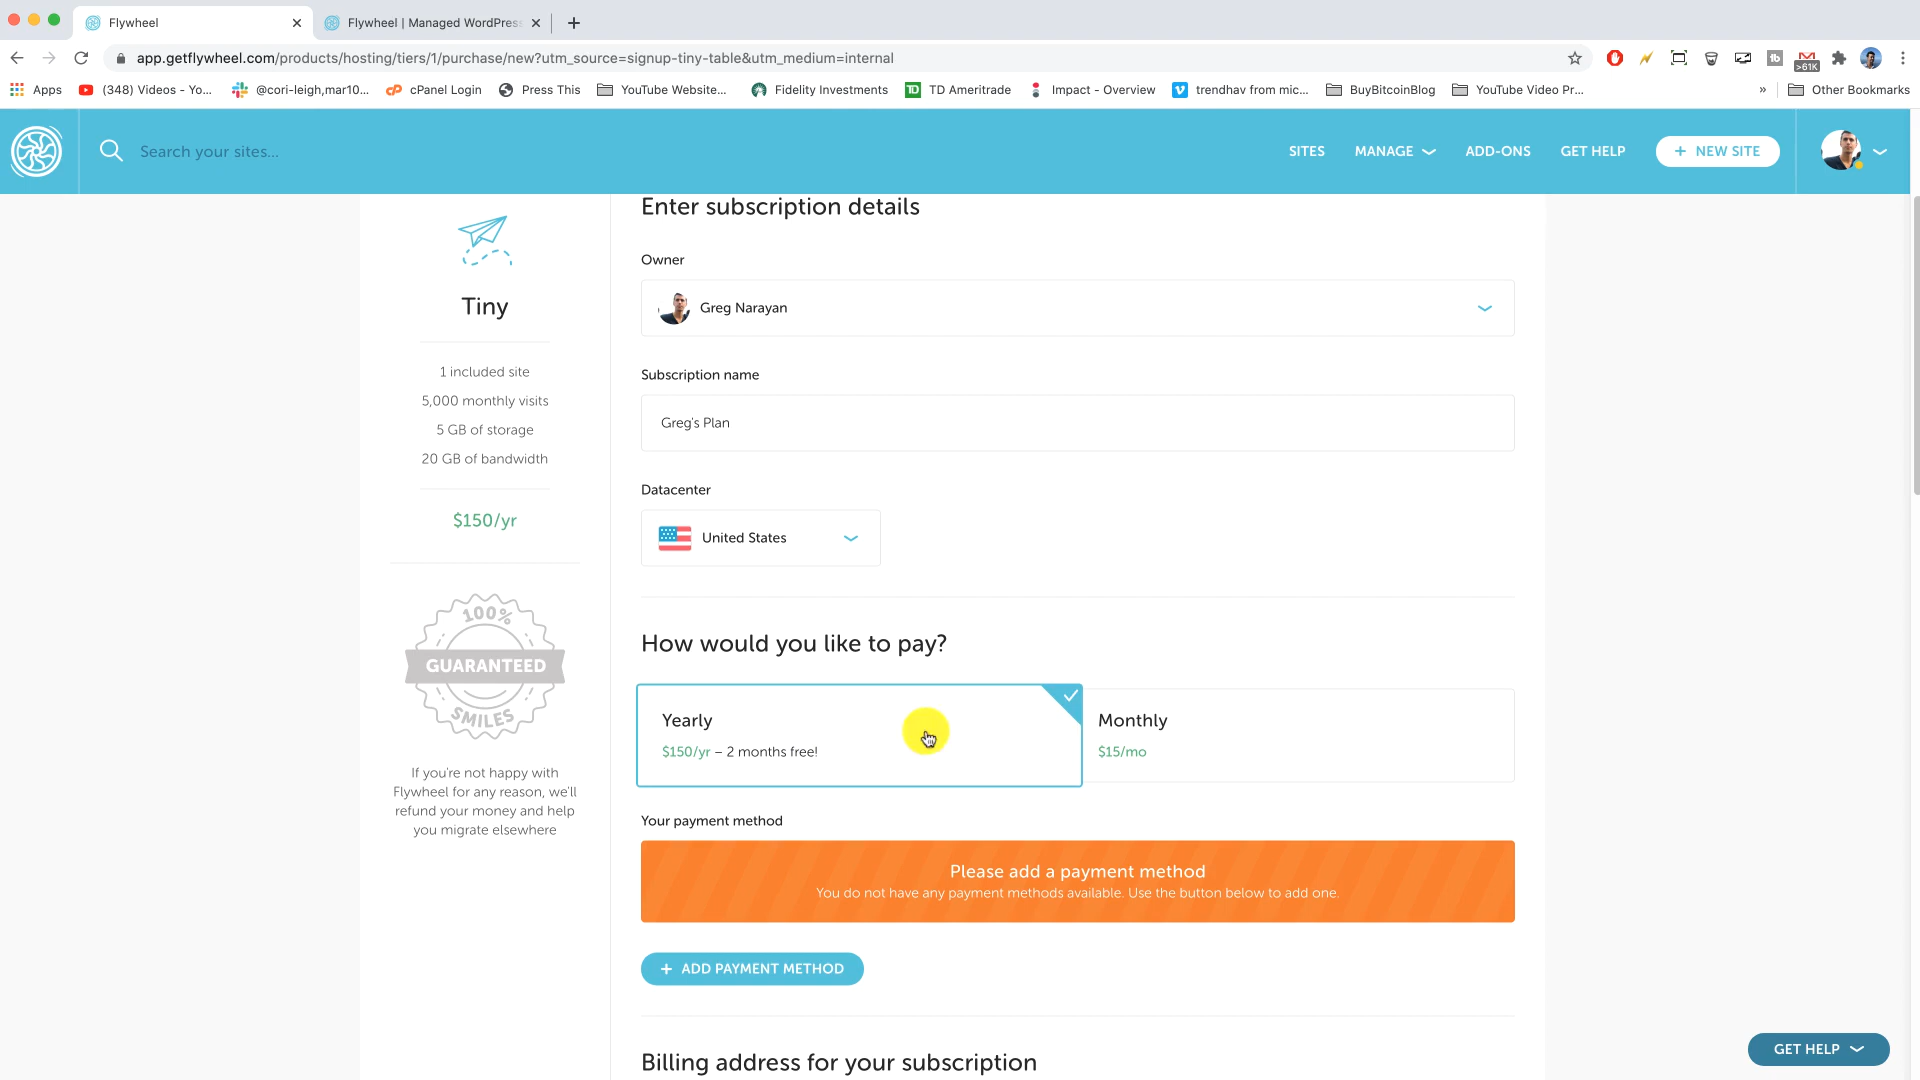 Flywheel
Flywheel | Managed WordPress
app.getflywheel.com/products/hosting/tiers/1/purchase/new?utm_source=signup-tiny-table&utm_medium=internal
>61K
Apps
(348) Videos - Yo...
@cori-leigh,mar10...
cPanel Login
Press This
YouTube Website...
Fidelity Investments
TD Ameritrade
Impact - Overview
trendhav from mic...
BuyBitcoinBlog
YouTube Video Pr...
»
Other Bookmarks
Search your sites...
SITES
MANAGE
ADD-ONS
GET HELP
+ NEW SITE
Tiny
1 included site
5,000 monthly visits
5 GB of storage
20 GB of bandwidth
$150/yr
100%
GUARANTEED
SMILES
If you're not happy with
Flywheel for any reason, we'll
refund your money and help
you migrate elsewhere
Enter subscription details
Owner
Greg Narayan
Subscription name
Greg's Plan
Datacenter
United States
How would you like to pay?
Yearly
$150/yr – 2 months free!
Monthly
$15/mo
Your payment method
Please add a payment method
You do not have any payment methods available. Use the button below to add one.
+ ADD PAYMENT METHOD
Billing address for your subscription
GET HELP